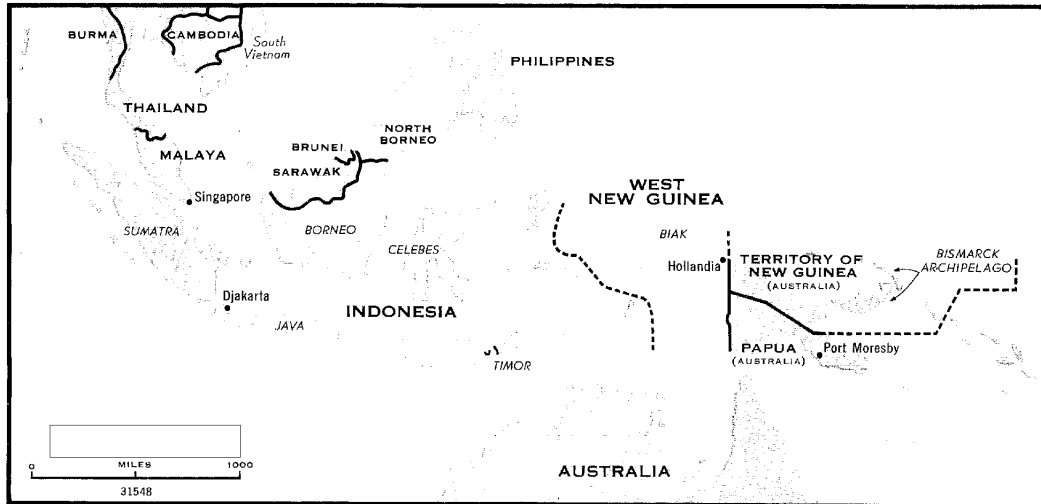 BURMA
CAMBODIA
South
Vietnam
PHILIPPINES
THAILAND
NORTH
BORNEO
BRUNEI
MALAYA
SARAWAK
Singapore
WEST
NEW GUINEA
SUMATRA
BORNEO
CELEBES
BIAK
Hollandia
TERRITORY OF
NEW GUINEA
(AUSTRALIA)
BISMARCK
ARCHIPELAGO
Djakarta
JAVA
INDONESIA
TIMOR
PAPUA
(AUSTRALIA)
Port Moresby
AUSTRALIA
0 MILES 1000
31548